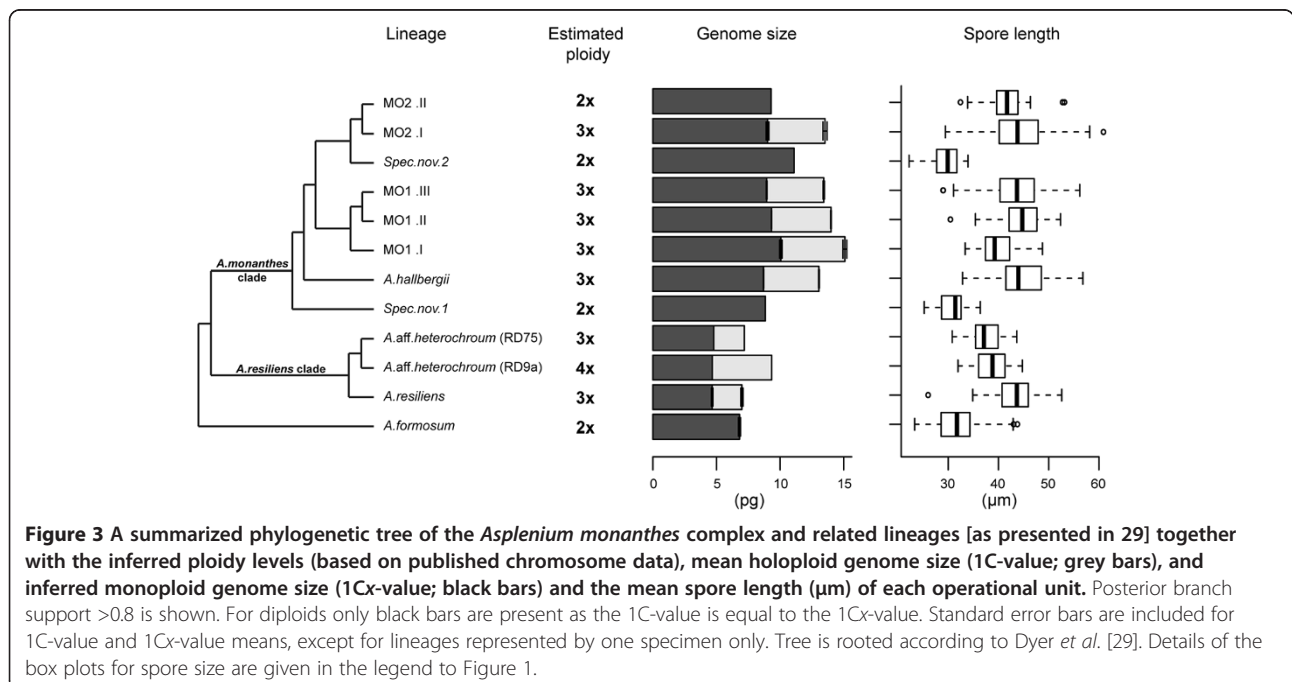 Lineage
Estimated ploidy
Genome size
Spore length
MO2 .II
2x
MO2 .I
3x
Spec.nov.2
2x
MO1 .III
3x
MO1 .II
3x
MO1 .I
3x
A.monanthes clade
A.hallbergii
3x
Spec.nov.1
2x
A.aff.heterochroum (RD75)
3x
A.resiliens clade
A.aff.heterochroum (RD9a)
4x
A.resiliens
3x
A.formosum
2x
0 5 10 15
(pg)
30 40 50 60
(µm)
Figure 3 A summarized phylogenetic tree of the Asplenium monanthes complex and related lineages [as presented in 29] together
with the inferred ploidy levels (based on published chromosome data), mean holoploid genome size (1C-value; grey bars), and
inferred monoploid genome size (1Cx-value; black bars) and the mean spore length (µm) of each operational unit. Posterior branch
support >0.8 is shown. For diploids only black bars are present as the 1C-value is equal to the 1Cx-value. Standard error bars are included for
1C-value and 1Cx-value means, except for lineages represented by one specimen only. Tree is rooted according to Dyer et al. [29]. Details of the
box plots for spore size are given in the legend to Figure 1.